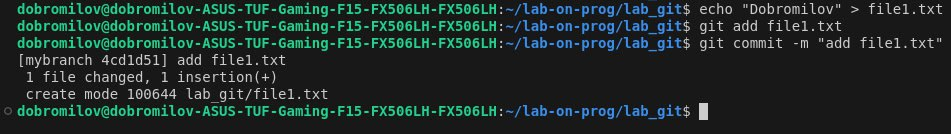 dobromilov@dobromilov-ASUS-TUF-Gaming-F15-FX506LH-FX506LH:~/lab-on-prog/lab_git$ echo "Dobromilov" > file1.txt
dobromilov@dobromilov-ASUS-TUF-Gaming-F15-FX506LH-FX506LH:~/lab-on-prog/lab_git$ git add file1.txt
dobromilov@dobromilov-ASUS-TUF-Gaming-F15-FX506LH-FX506LH:~/lab-on-prog/lab_git$ git commit -m "add file1.txt"
[mybranch 4cd1d51] add file1.txt
 1 file changed, 1 insertion(+)
 create mode 100644 lab_git/file1.txt
dobromilov@dobromilov-ASUS-TUF-Gaming-F15-FX506LH-FX506LH:~/lab-on-prog/lab_git$